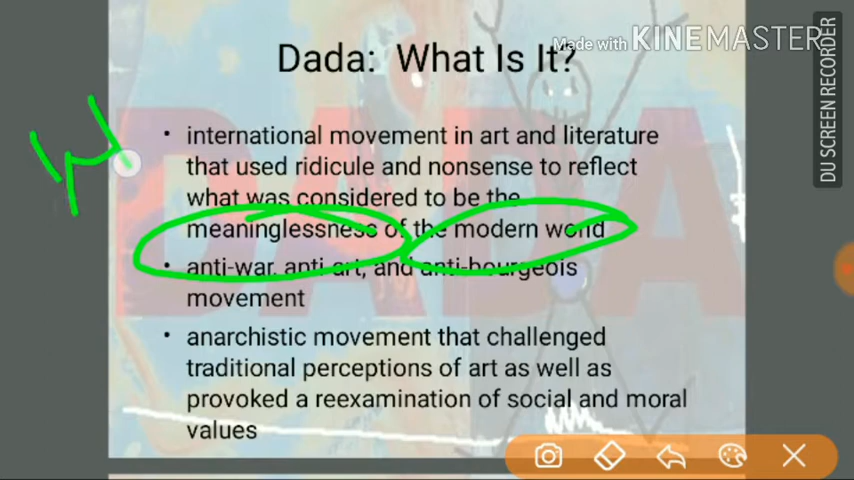 Dada: What Is It?
Made with KINEMASTER
DU SCREEN RECORDER
DADA
• international movement in art and literature
that used ridicule and nonsense to reflect
what was considered to be the
meaninglessness of the modern world
• anti-war, anti-art, and anti-bourgeois
movement
• anarchistic movement that challenged
traditional perceptions of art as well as
provoked a reexamination of social and moral
values